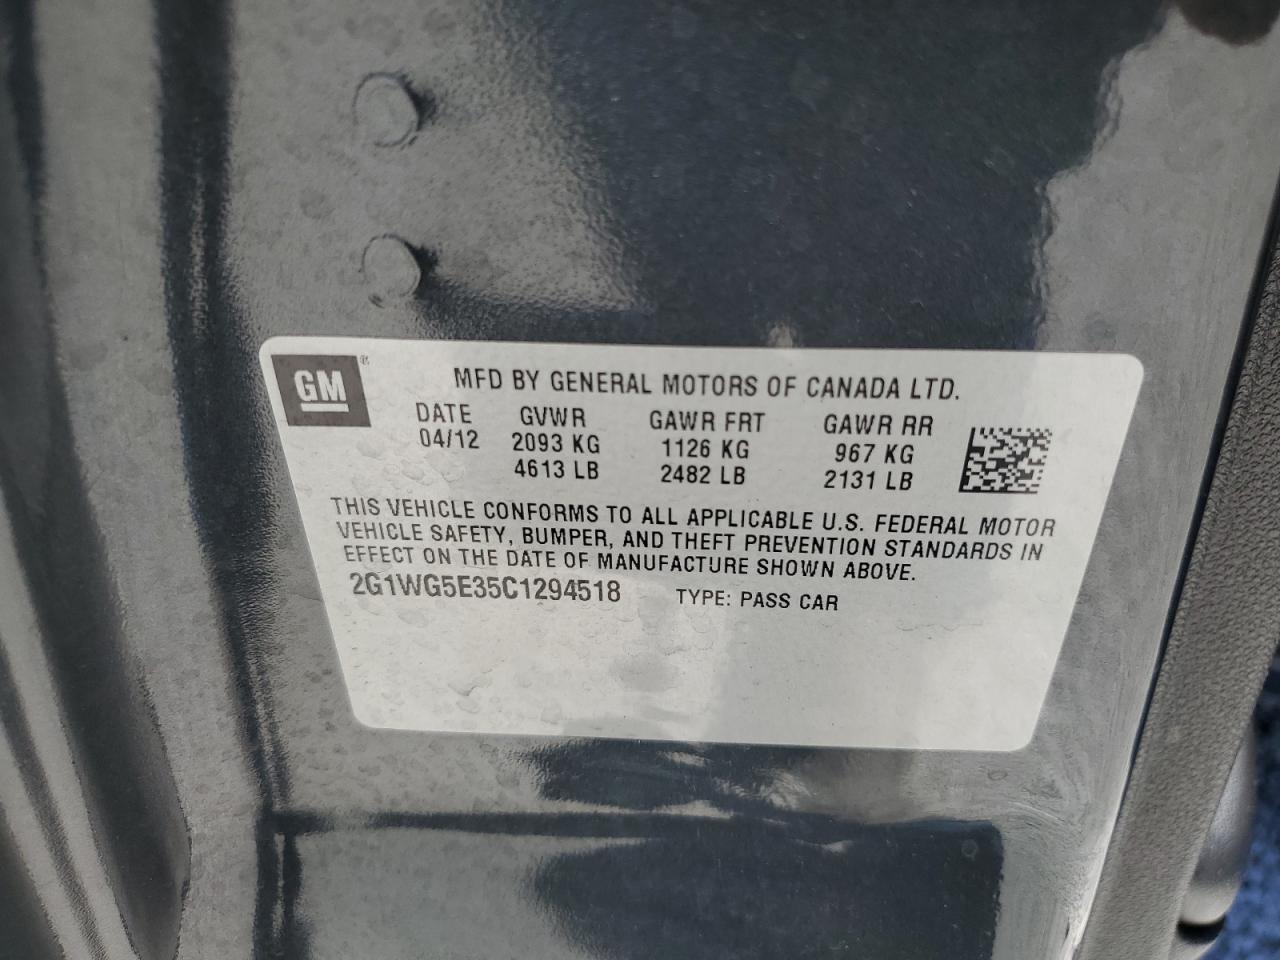 GM®
MFD BY GENERAL MOTORS OF CANADA LTD.
DATE GVWR GAWR FRT GAWR RR
04/12 2093 KG 1126 KG 967 KG
4613 LB 2482 LB 2131 LB
THIS VEHICLE CONFORMS TO ALL APPLICABLE U.S. FEDERAL MOTOR
VEHICLE SAFETY, BUMPER, AND THEFT PREVENTION STANDARDS IN
EFFECT ON THE DATE OF MANUFACTURE SHOWN ABOVE.
2G1WG5E35C1294518 TYPE: PASS CAR